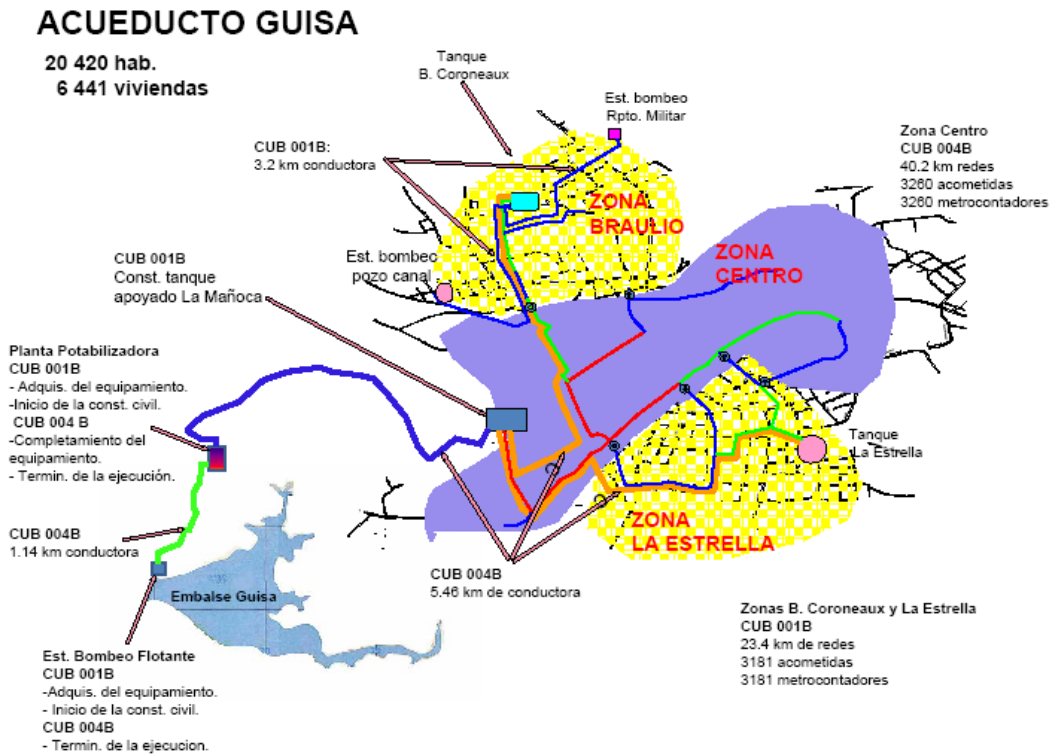 ACUEDUCTO GUISA
20 420 hab.
6 441 viviendas
Tanque
B. Coroneaux
Est. bombeo
Rpto. Militar
CUB 001B:
3.2 km conductora
Zona Centro
CUB 004B
40.2 km redes
3260 acometidas
3260 metrocontadores
ZONA
BRAULIO
ZONA
CENTRO
Est. bombeo
pozo canal
CUB 001B
Const. tanque
apoyado La Mañoca
Planta Potabilizadora
CUB 001B
- Adquis. del equipamiento.
-Inicio de la const. civil.
CUB 004 B
-Completamiento del
equipamiento.
- Termin. de la ejecución.
Tanque
La Estrella
ZONA
LA ESTRELLA
CUB 004B
1.14 km conductora
CUB 004B
5.46 km de conductora
Embalse Guisa
Zonas B. Coroneaux y La Estrella
CUB 001B
23.4 km de redes
3181 acometidas
3181 metrocontadores
Est. Bombeo Flotante
CUB 001B
-Adquis. del equipamiento.
- Inicio de la const. civil.
CUB 004B
- Termin. de la ejecucion.